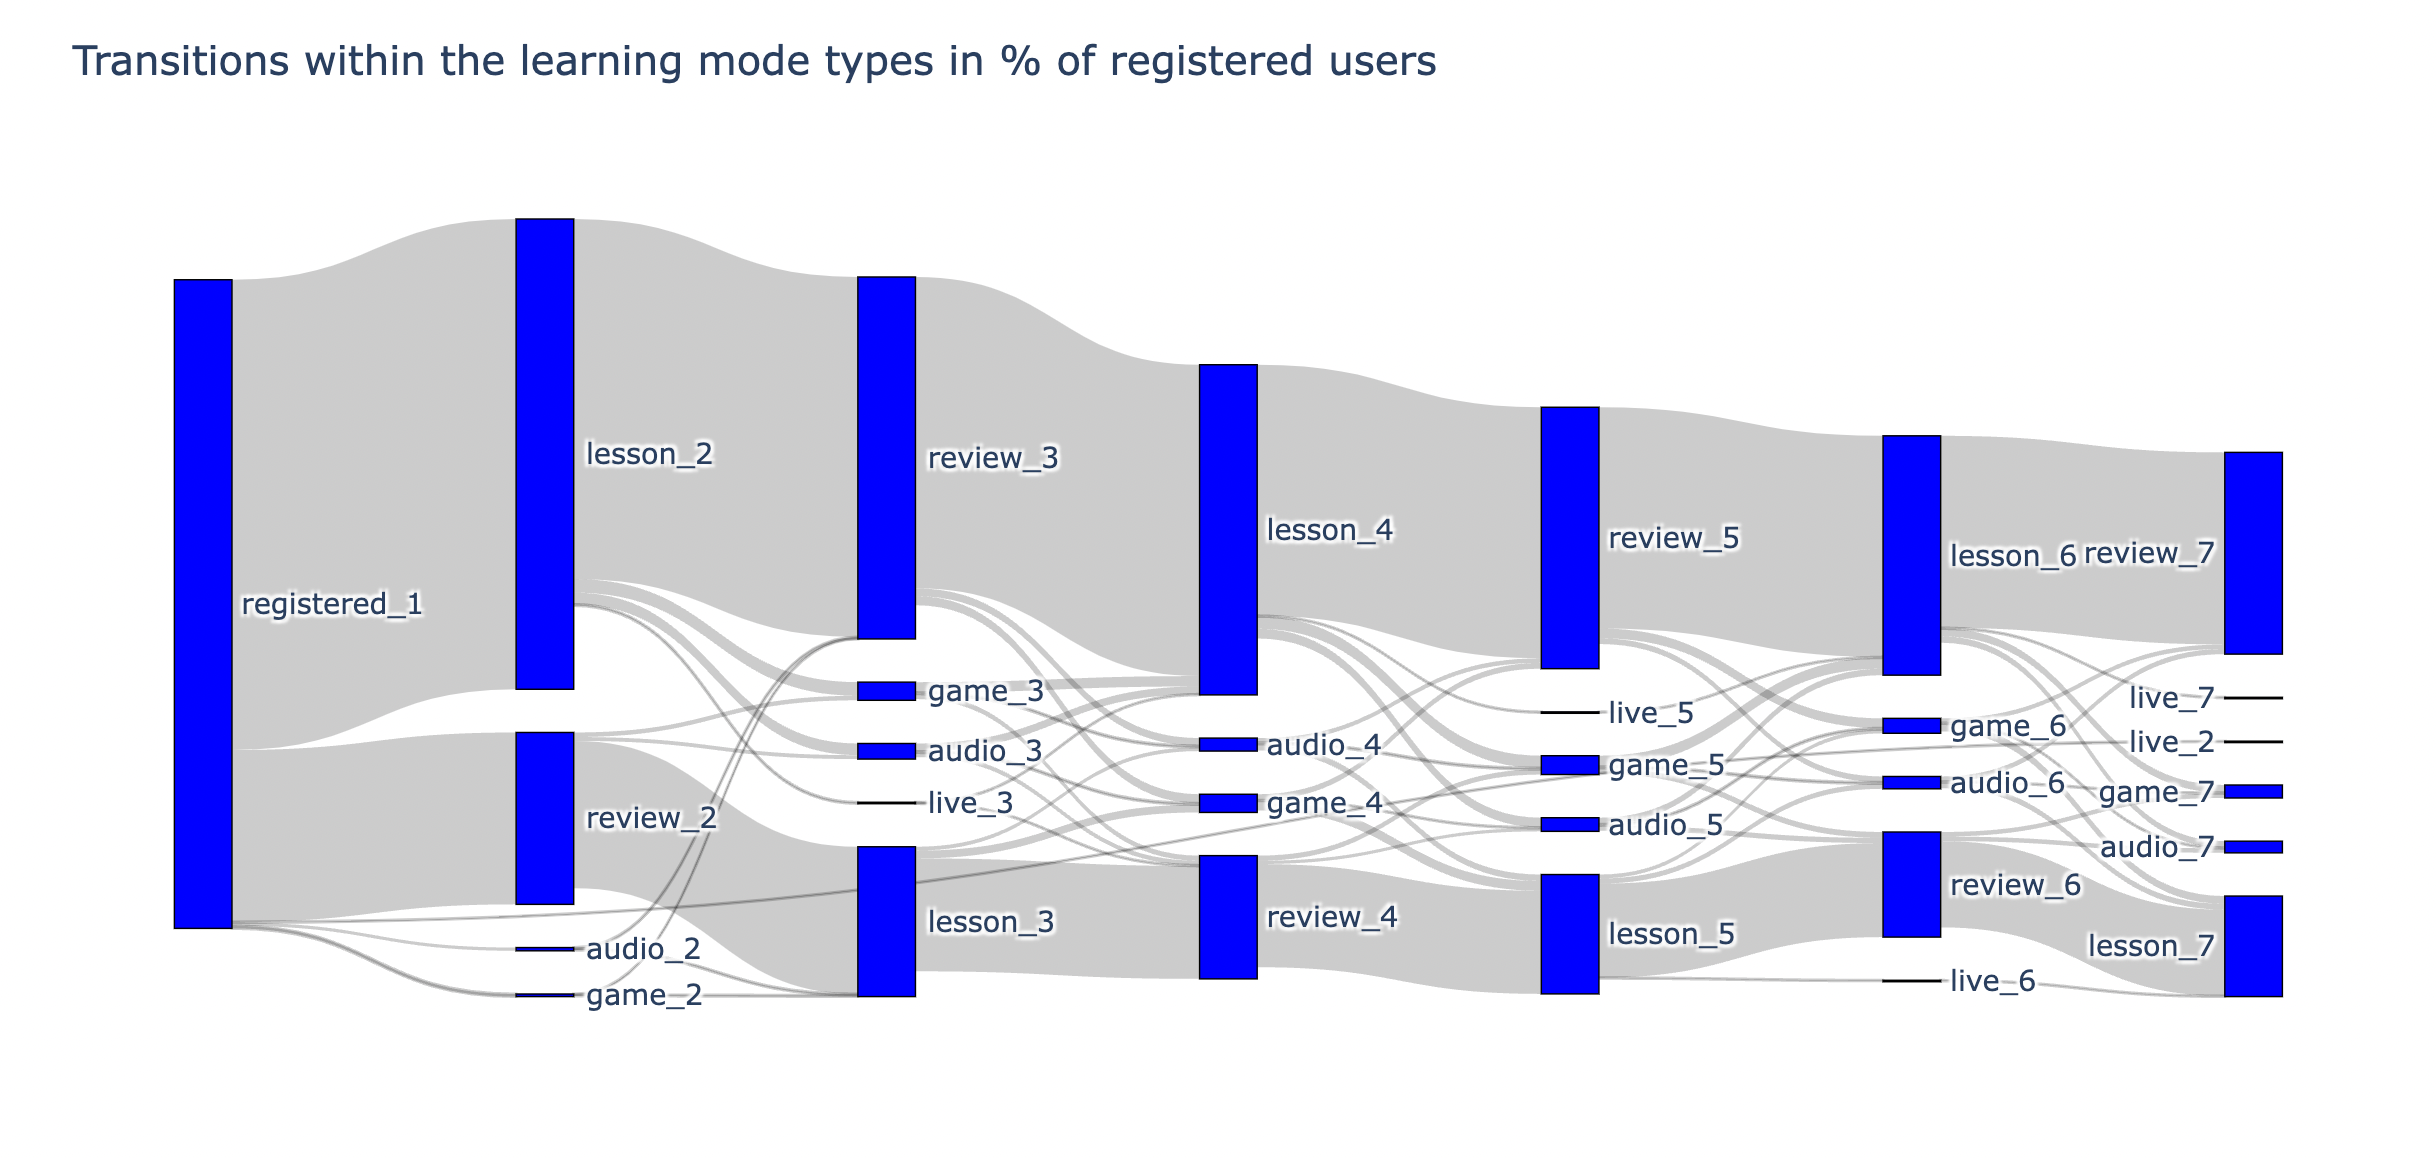 Transitions within the learning mode types in % of registered users
registered_1
lesson_2
review_2
audio_2
game_2
review_3
game_3
audio_3
live_3
lesson_3
lesson_4
audio_4
game_4
review_4
review_5
live_5
game_5
audio_5
lesson_5
lesson_6
game_6
audio_6
review_6
live_6
review_7
live_7
live_2
game_7
audio_7
lesson_7